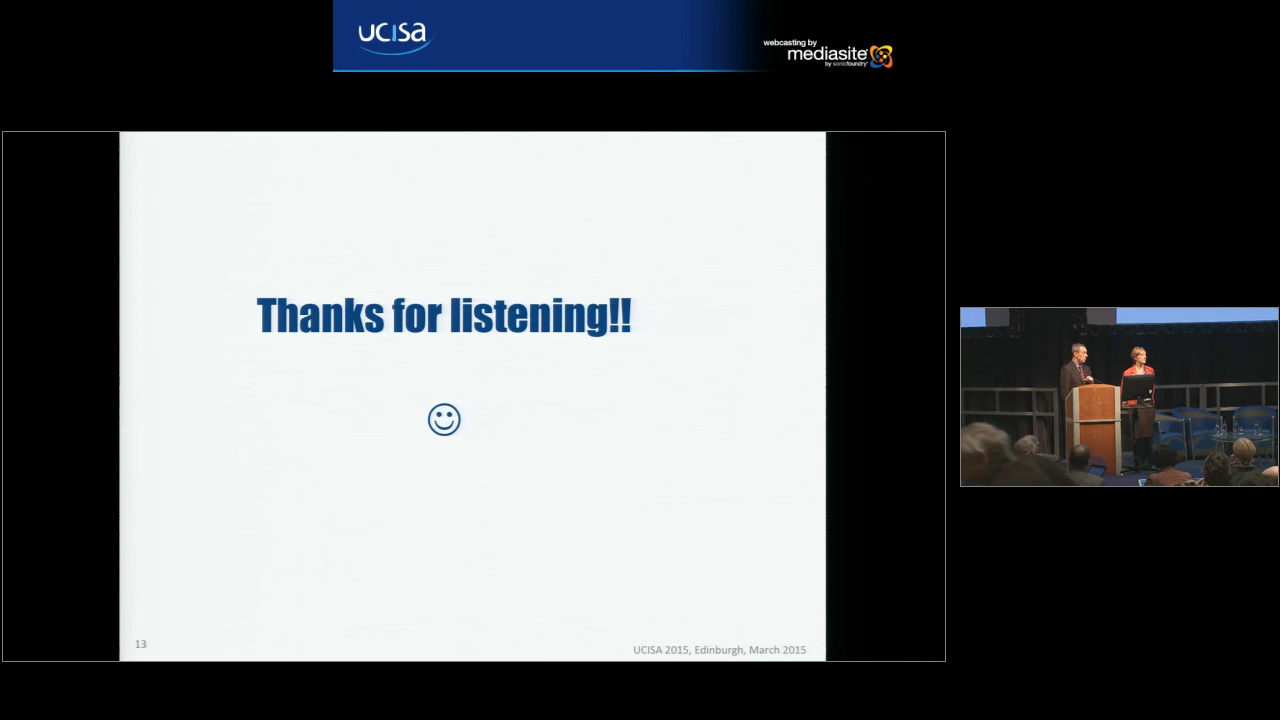 ucisa
webcasting by
mediasite
by sonicfoundry
Thanks for listening!!
13
UCISA 2015, Edinburgh, March 2015